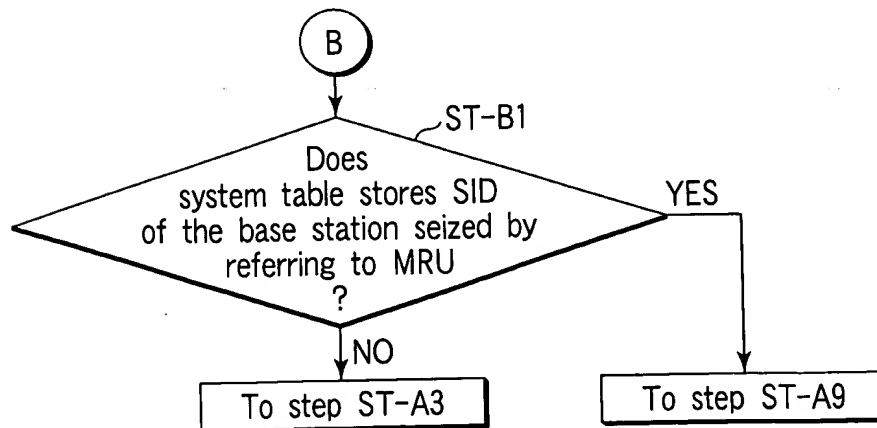 B
ST-B1
Does
system table stores SID
of the base station seized by
referring to MRU
?
YES
NO
To step ST-A3
To step ST-A9